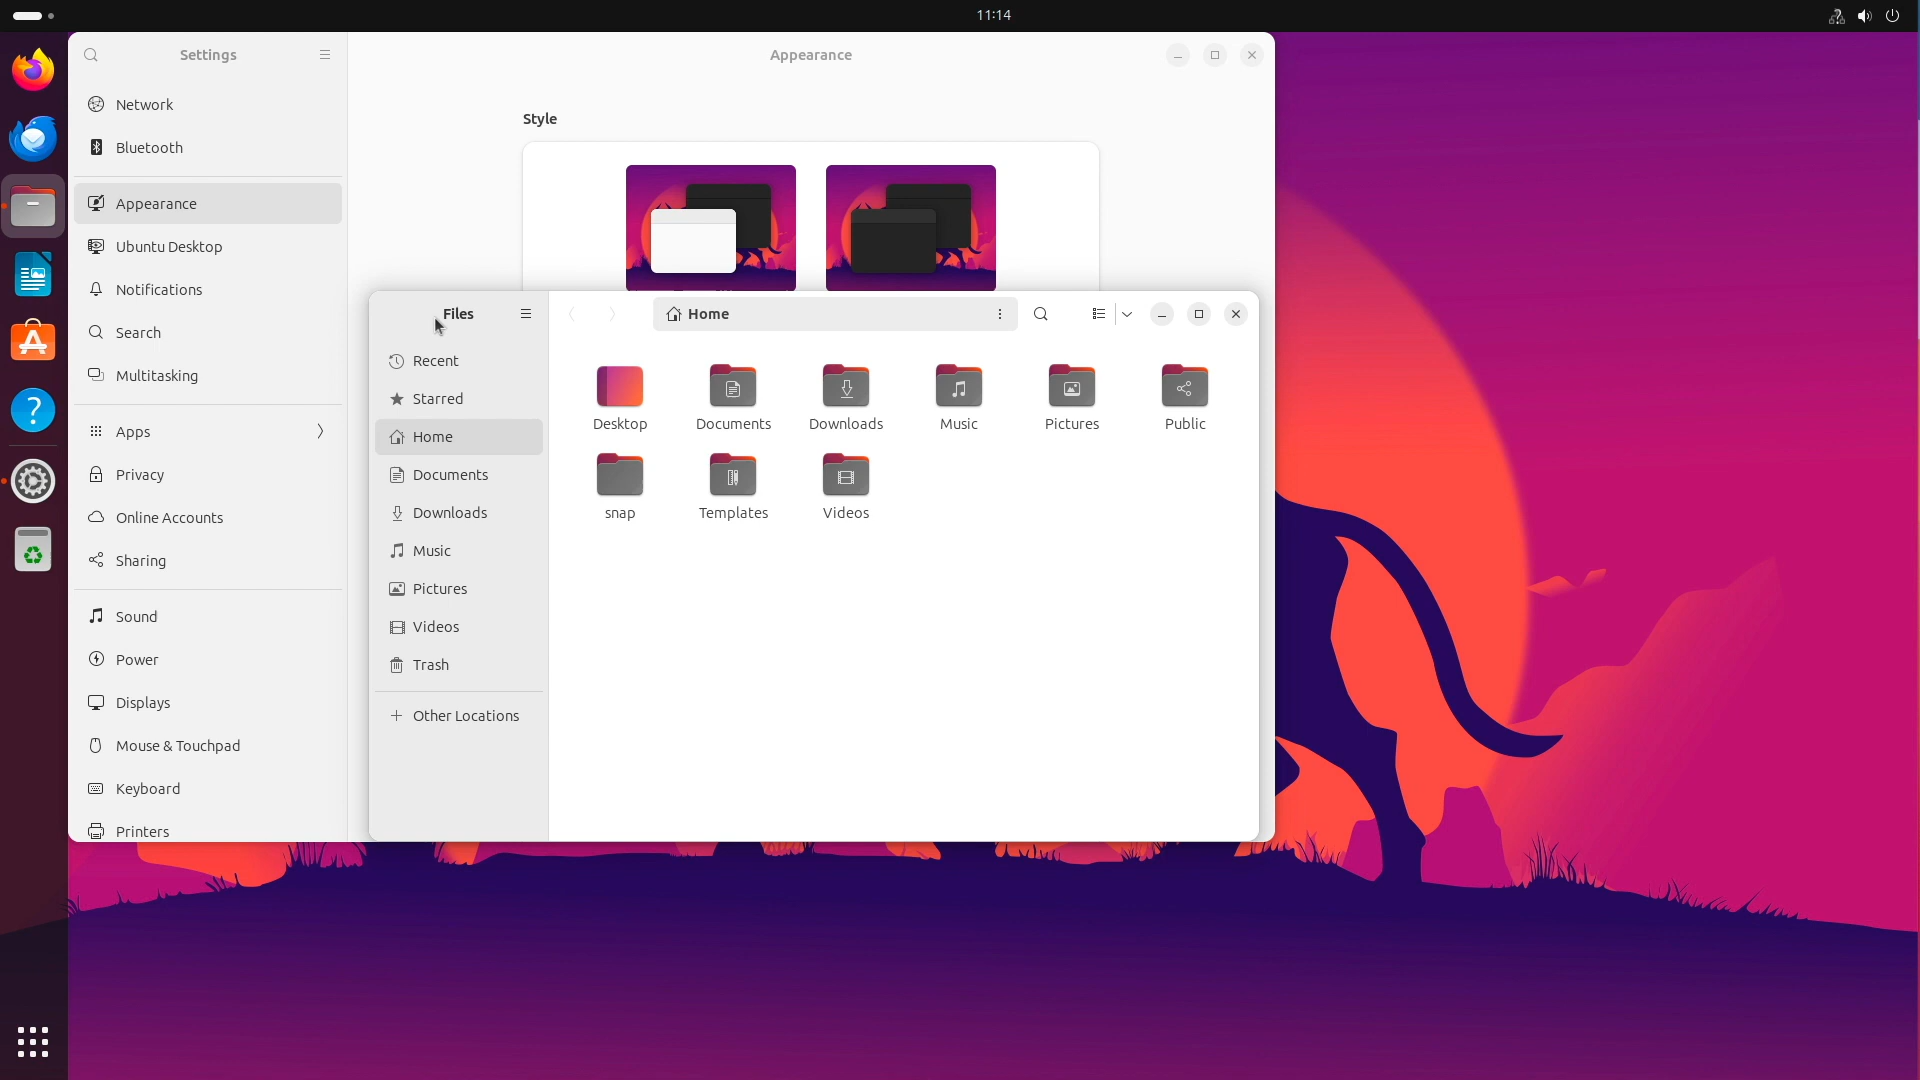 11:14
Settings
Appearance
Network
Bluetooth
Appearance
Ubuntu Desktop
Notifications
Search
Multitasking
Apps
Privacy
Online Accounts
Sharing
Sound
Power
Displays
Mouse & Touchpad
Keyboard
Printers
Style
Files
Home
Recent
Starred
Home
Documents
Downloads
Music
Pictures
Videos
Trash
Other Locations
Desktop
Documents
Downloads
Music
Pictures
Public
snap
Templates
Videos